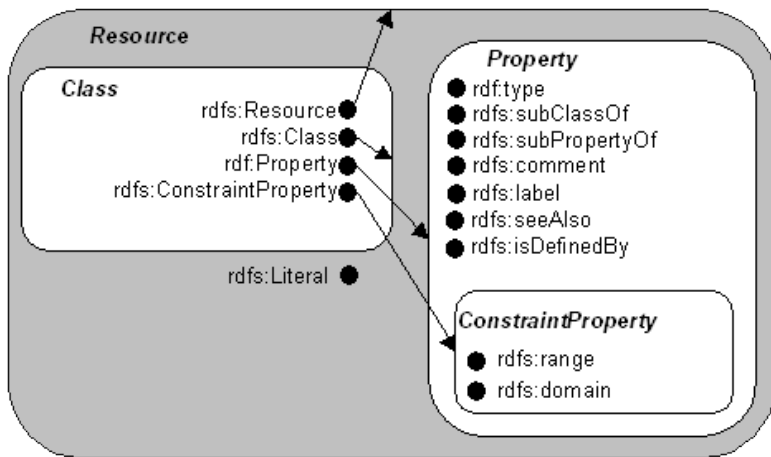 Resource
Class
rdfs:Resource
rdfs:Class
rdf:Property
rdfs:ConstraintProperty
rdfs:Literal
Property
rdf:type
rdfs:subClassOf
rdfs:subPropertyOf
rdfs:comment
rdfs:label
rdfs:seeAlso
rdfs:isDefinedBy
ConstraintProperty
rdfs:range
rdfs:domain